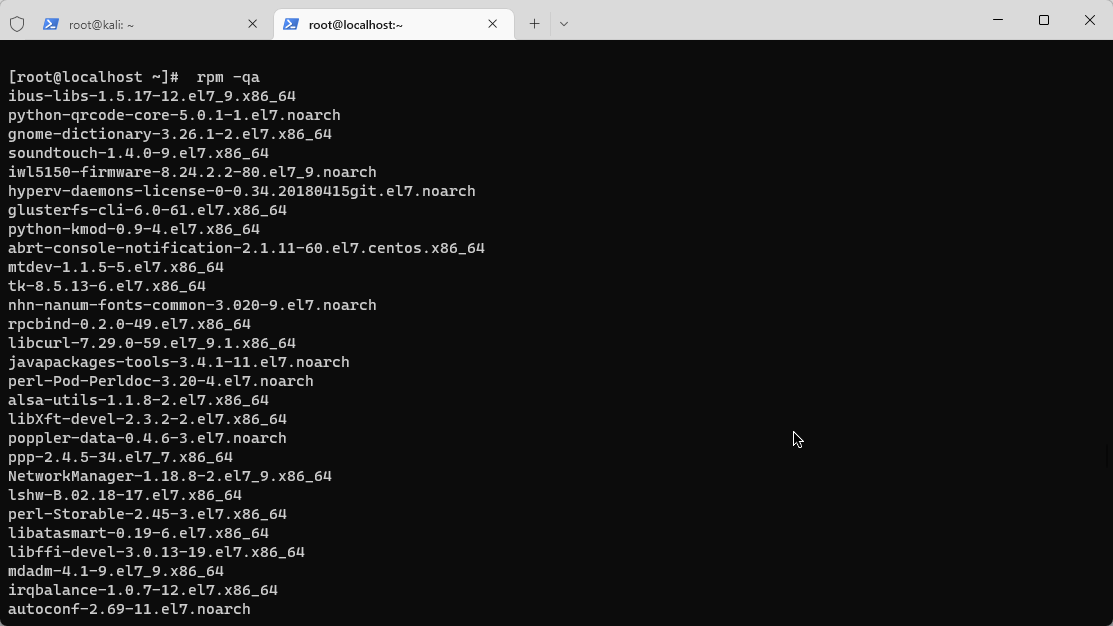 root@kali: ~
root@localhost:~
[root@localhost ~]#  rpm -qa
ibus-libs-1.5.17-12.el7_9.x86_64
python-qrcode-core-5.0.1-1.el7.noarch
gnome-dictionary-3.26.1-2.el7.x86_64
soundtouch-1.4.0-9.el7.x86_64
iwl5150-firmware-8.24.2.2-80.el7_9.noarch
hyperv-daemons-license-0-0.34.20180415git.el7.noarch
glusterfs-cli-6.0-61.el7.x86_64
python-kmod-0.9-4.el7.x86_64
abrt-console-notification-2.1.11-60.el7.centos.x86_64
mtdev-1.1.5-5.el7.x86_64
tk-8.5.13-6.el7.x86_64
nhn-nanum-fonts-common-3.020-9.el7.noarch
rpcbind-0.2.0-49.el7.x86_64
libcurl-7.29.0-59.el7_9.1.x86_64
javapackages-tools-3.4.1-11.el7.noarch
perl-Pod-Perldoc-3.20-4.el7.noarch
alsa-utils-1.1.8-2.el7.x86_64
libXft-devel-2.3.2-2.el7.x86_64
poppler-data-0.4.6-3.el7.noarch
ppp-2.4.5-34.el7_7.x86_64
NetworkManager-1.18.8-2.el7_9.x86_64
lshw-B.02.18-17.el7.x86_64
perl-Storable-2.45-3.el7.x86_64
libatasmart-0.19-6.el7.x86_64
libffi-devel-3.0.13-19.el7.x86_64
mdadm-4.1-9.el7_9.x86_64
irqbalance-1.0.7-12.el7.x86_64
autoconf-2.69-11.el7.noarch